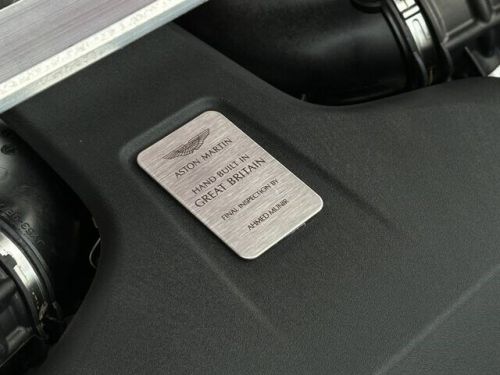 ASTON MARTIN
HAND BUILT IN
GREAT BRITAIN
FINAL INSPECTION BY
AHMED MUNIR